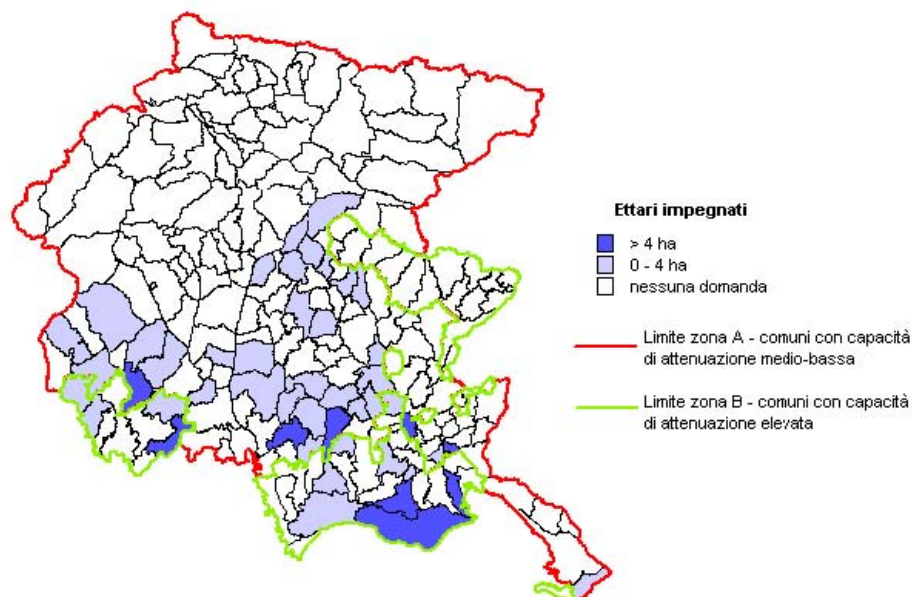 Ettari impegnati
> 4 ha
0 - 4 ha
nessuna domanda
Limite zona A - comuni con capacità
di attenuazione medio-bassa
Limite zona B - comuni con capacità
di attenuazione elevata